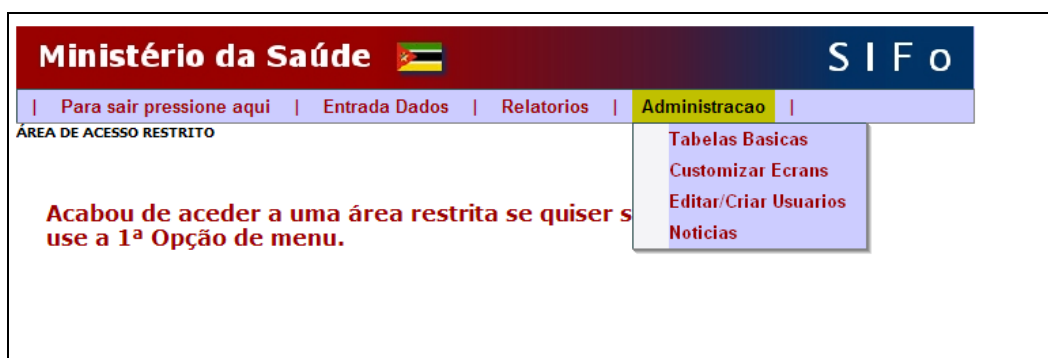 Ministério da Saúde SIFo
| Para sair pressione aqui | Entrada Dados | Relatorios | Administracao |
ÁREA DE ACESSO RESTRITO
Tabelas Basicas
Customizar Ecrans
Editar/Criar Usuarios
Noticias
Acabou de aceder a uma área restrita se quiser s
use a 1ª Opção de menu.